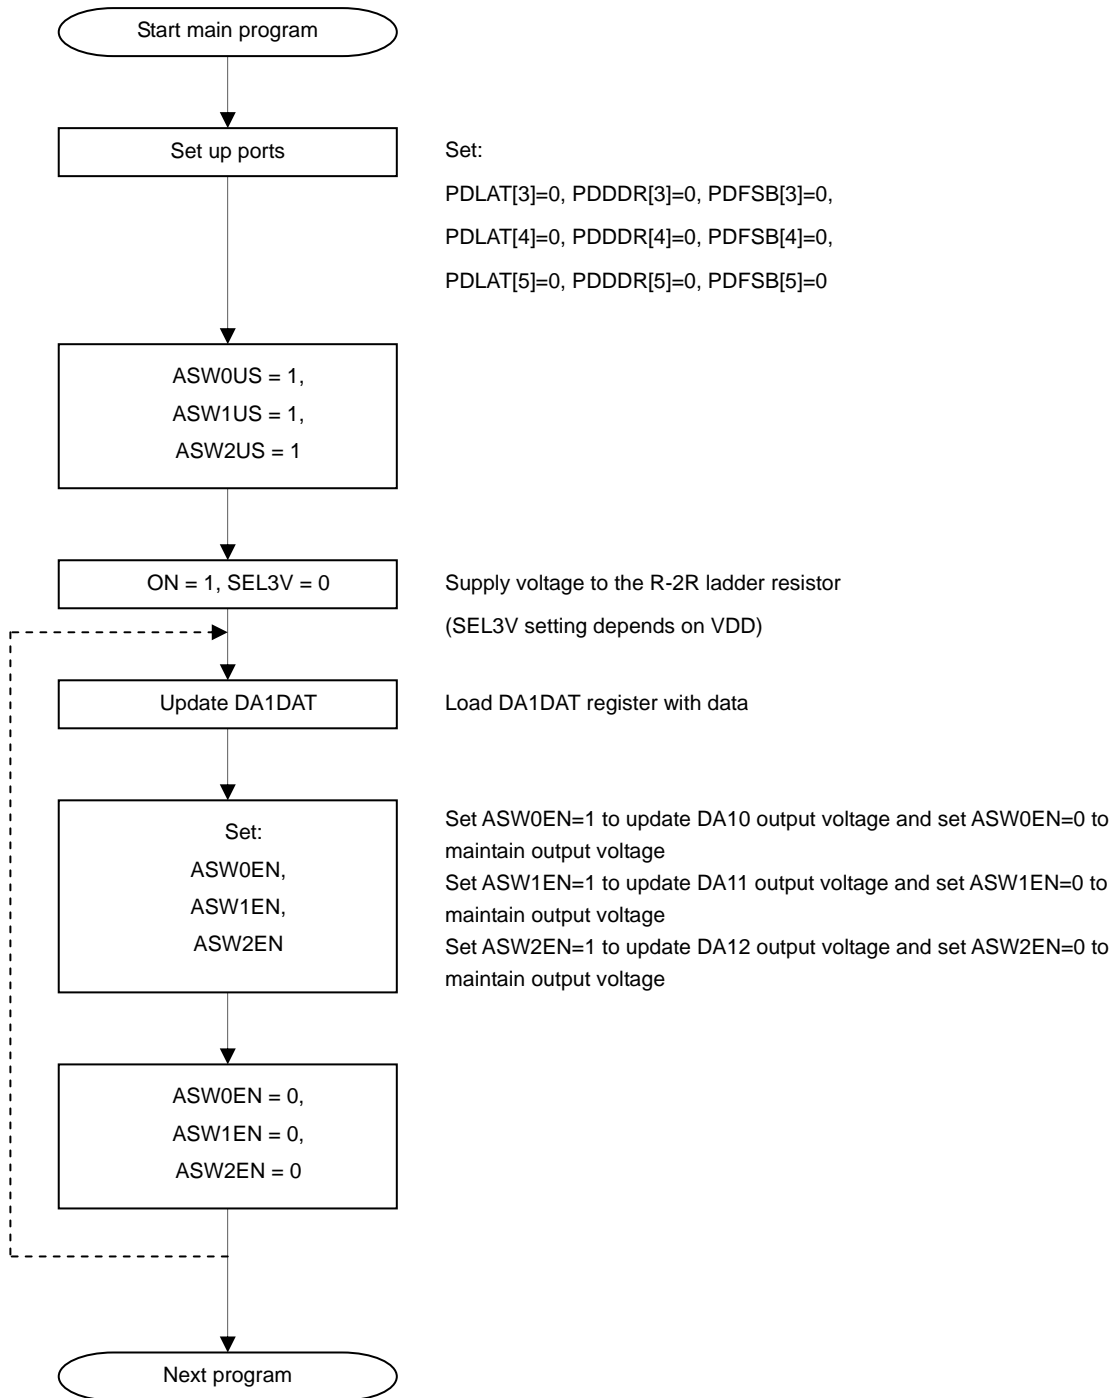 Start main program
Set up ports
Set:
PDLAT[3]=0, PDDDR[3]=0, PDFSB[3]=0,
PDLAT[4]=0, PDDDR[4]=0, PDFSB[4]=0,
PDLAT[5]=0, PDDDR[5]=0, PDFSB[5]=0
ASW0US = 1,
ASW1US = 1,
ASW2US = 1
ON = 1, SEL3V = 0
Supply voltage to the R-2R ladder resistor
(SEL3V setting depends on VDD)
Update DA1DAT
Load DA1DAT register with data
Set:
ASW0EN,
ASW1EN,
ASW2EN
Set ASW0EN=1 to update DA10 output voltage and set ASW0EN=0 to
maintain output voltage
Set ASW1EN=1 to update DA11 output voltage and set ASW1EN=0 to
maintain output voltage
Set ASW2EN=1 to update DA12 output voltage and set ASW2EN=0 to
maintain output voltage
ASW0EN = 0,
ASW1EN = 0,
ASW2EN = 0
Next program